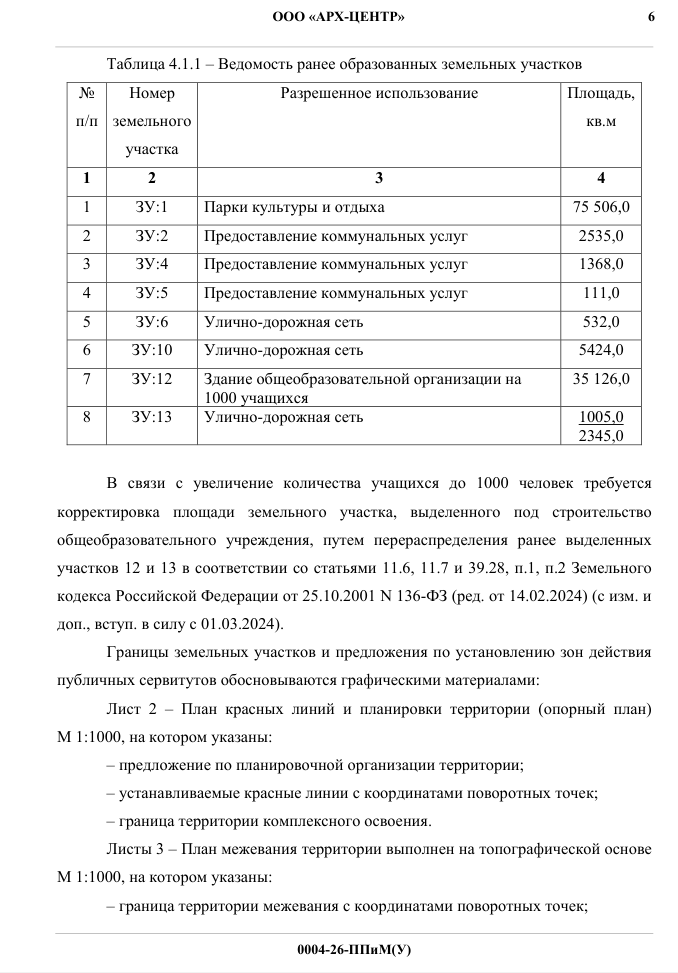 ООО «АРХ-ЦЕНТР» 6
Таблица 4.1.1 – Ведомость ранее образованных земельных участков
№ Номер Разрешенное использование Площадь,
п/п земельного кв.м
участка
1 2 3 4
1 ЗУ:1 Парки культуры и отдыха 75 506,0
2 ЗУ:2 Предоставление коммунальных услуг 2535,0
3 ЗУ:4 Предоставление коммунальных услуг 1368,0
4 ЗУ:5 Предоставление коммунальных услуг 111,0
5 ЗУ:6 Улично-дорожная сеть 532,0
6 ЗУ:10 Улично-дорожная сеть 5424,0
7 ЗУ:12 Здание общеобразовательной организации на 35 126,0
1000 учащихся
8 ЗУ:13 Улично-дорожная сеть 1005,0
2345,0
В связи с увеличение количества учащихся до 1000 человек требуется
корректировка площади земельного участка, выделенного под строительство
общеобразовательного учреждения, путем перераспределения ранее выделенных
участков 12 и 13 в соответствии со статьями 11.6, 11.7 и 39.28, п.1, п.2 Земельного
кодекса Российской Федерации от 25.10.2001 N 136-ФЗ (ред. от 14.02.2024) (с изм. и
доп., вступ. в силу с 01.03.2024).
Границы земельных участков и предложения по установлению зон действия
публичных сервитутов обосновываются графическими материалами:
Лист 2 – План красных линий и планировки территории (опорный план)
М 1:1000, на котором указаны:
– предложение по планировочной организации территории;
– устанавливаемые красные линии с координатами поворотных точек;
– граница территории комплексного освоения.
Листы 3 – План межевания территории выполнен на топографической основе
М 1:1000, на котором указаны:
– граница территории межевания с координатами поворотных точек;
0004-26-ППиМ(У)